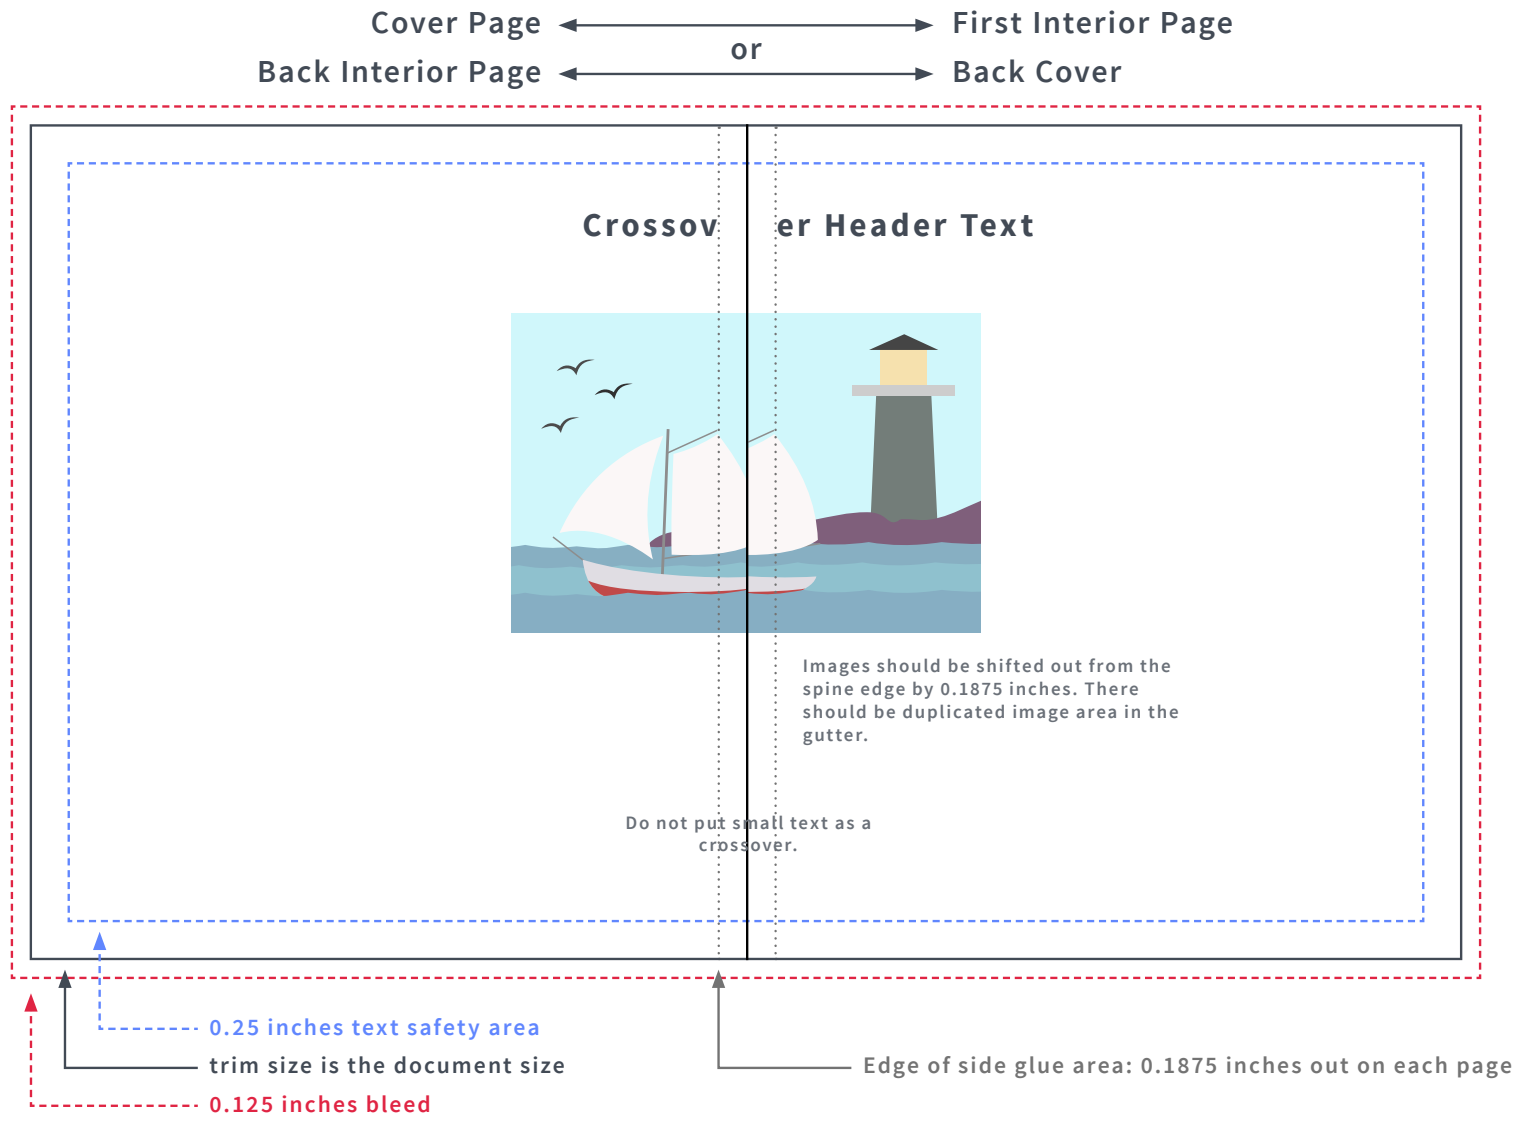 Cover Page
First Interior Page
or
Back Interior Page
Back Cover
Crossov er Header Text
Images should be shifted out from the
spine edge by 0.1875 inches. There
should be duplicated image area in the
gutter.
Do not put small text as a
crossover.
0.25 inches text safety area
trim size is the document size
Edge of side glue area: 0.1875 inches out on each page
0.125 inches bleed